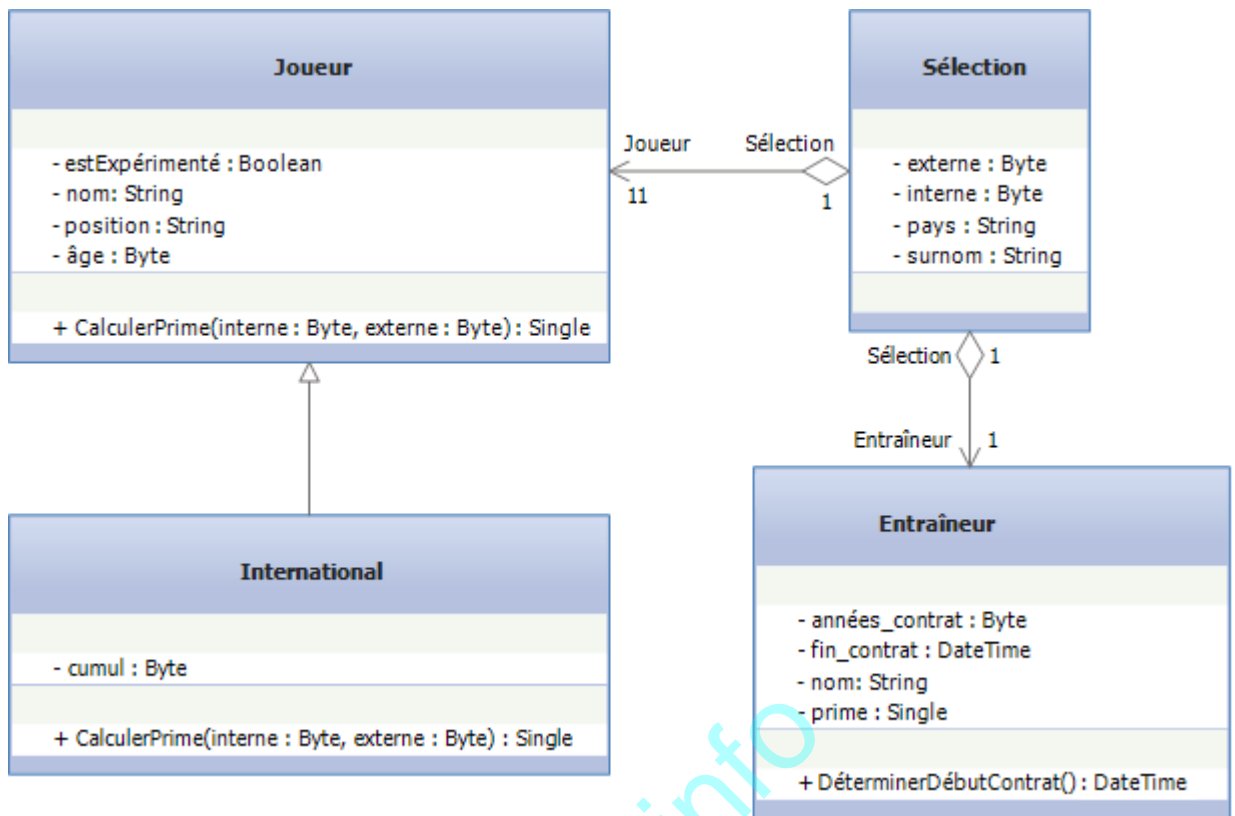 Joueur
- estExpérimenté : Boolean
- nom: String
- position : String
- âge : Byte
+ CalculerPrime(interne : Byte, externe : Byte) : Single
Joueur
Sélection
11
1
Sélection
- externe : Byte
- interne : Byte
- pays : String
- surnom : String
Sélection
1
Entraîneur
1
International
- cumul : Byte
+ CalculerPrime(interne : Byte, externe : Byte) : Single
Entraîneur
- années_contrat : Byte
- fin_contrat : DateTime
- nom: String
- prime : Single
+ DéterminerDébutContrat() : DateTime
info